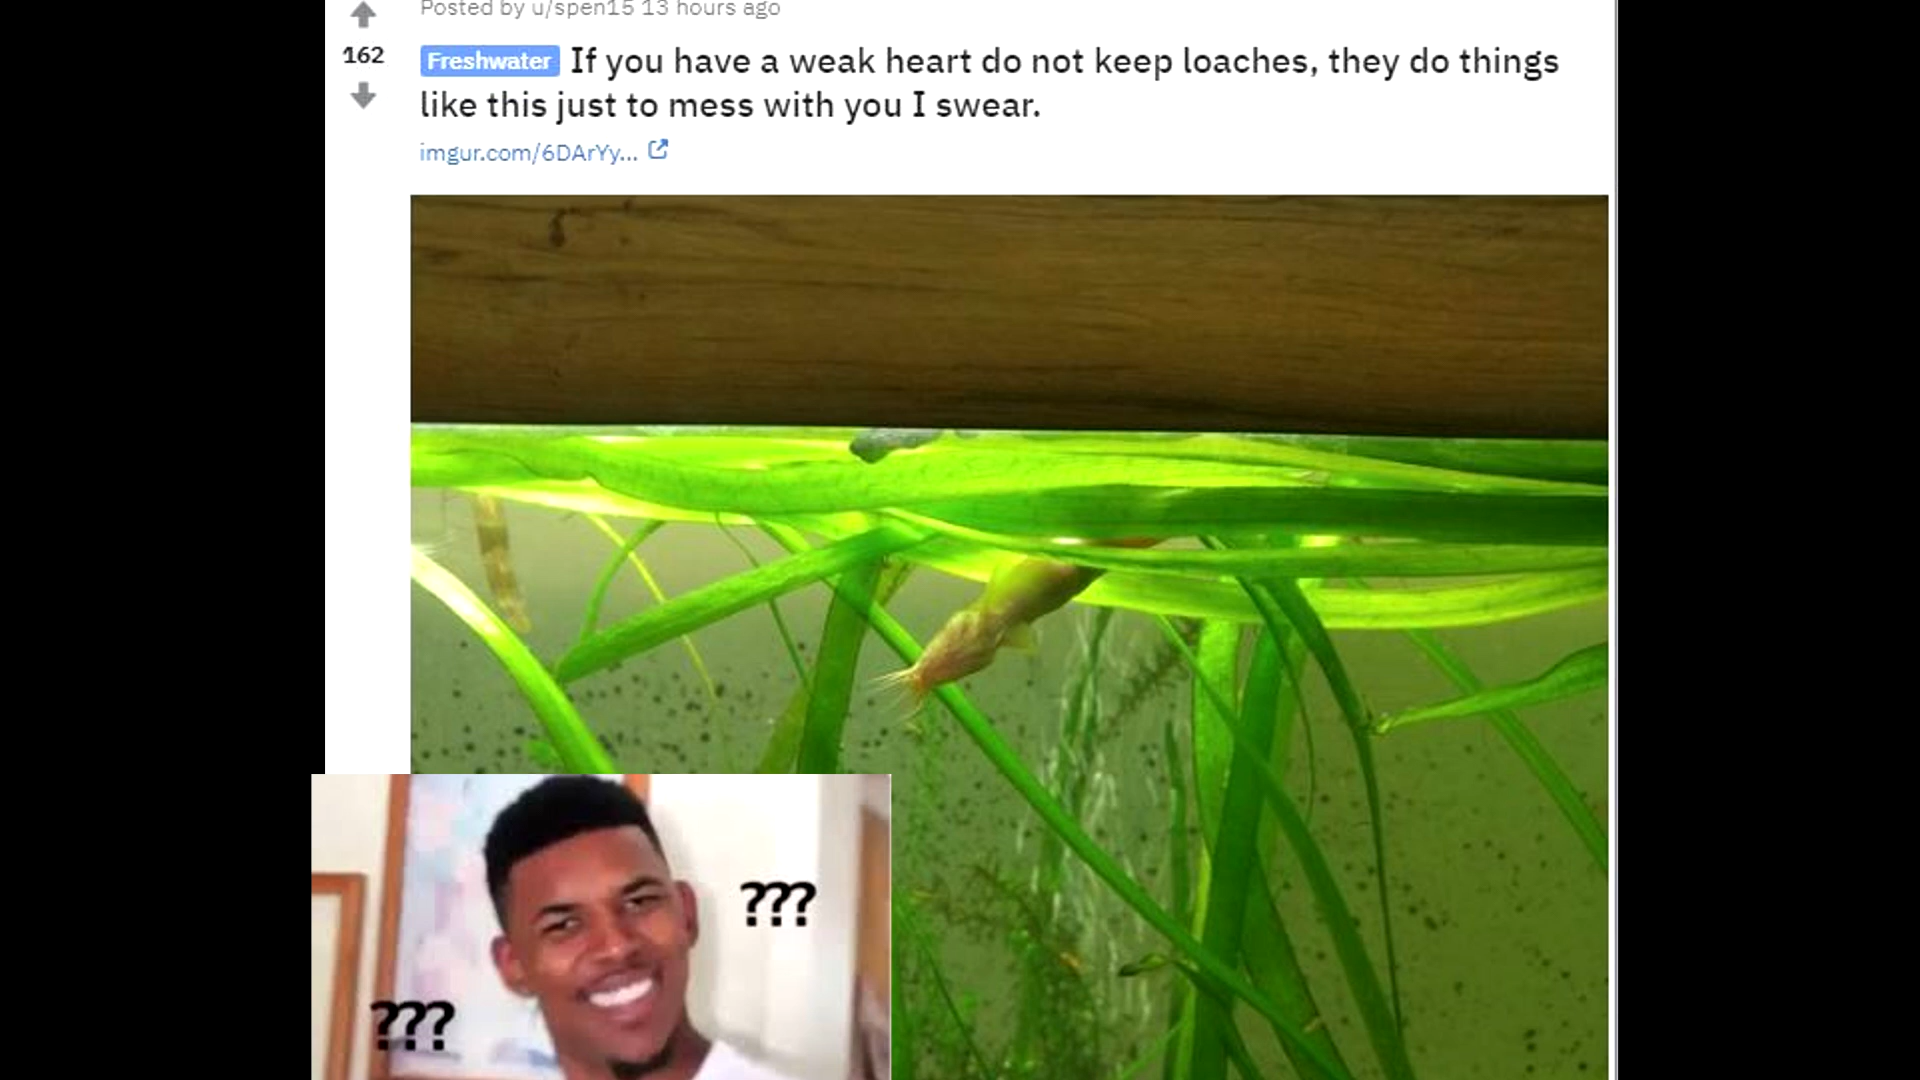 Posted by u/spen15 13 hours ago
162
Freshwater If you have a weak heart do not keep loaches, they do things
like this just to mess with you I swear.
imgur.com/6DArYy...
???
???